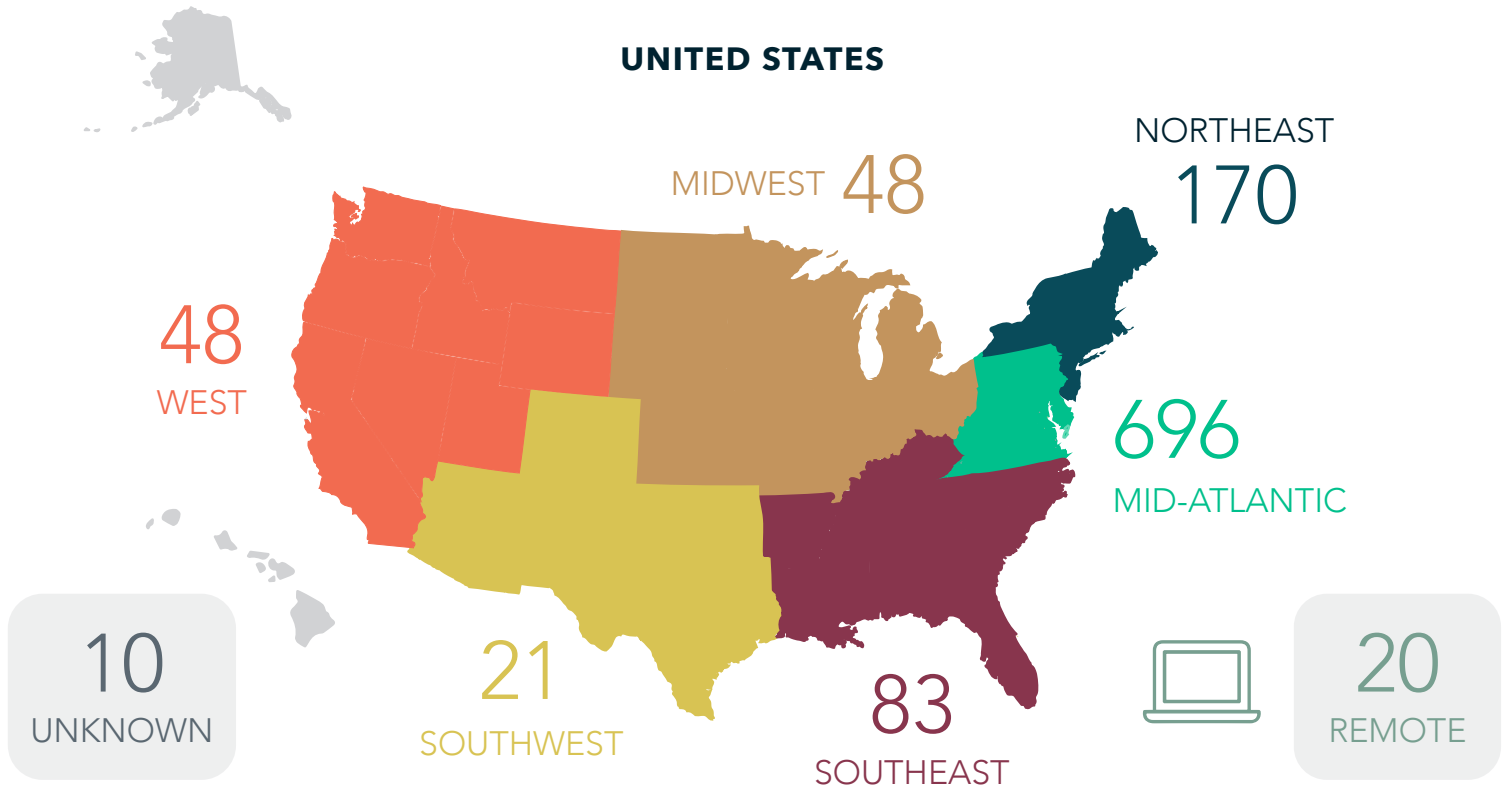 UNITED STATES
NORTHEAST
170
MIDWEST 48
48
WEST
696
MID-ATLANTIC
10
UNKNOWN
21
SOUTHWEST
83
SOUTHEAST
20
REMOTE